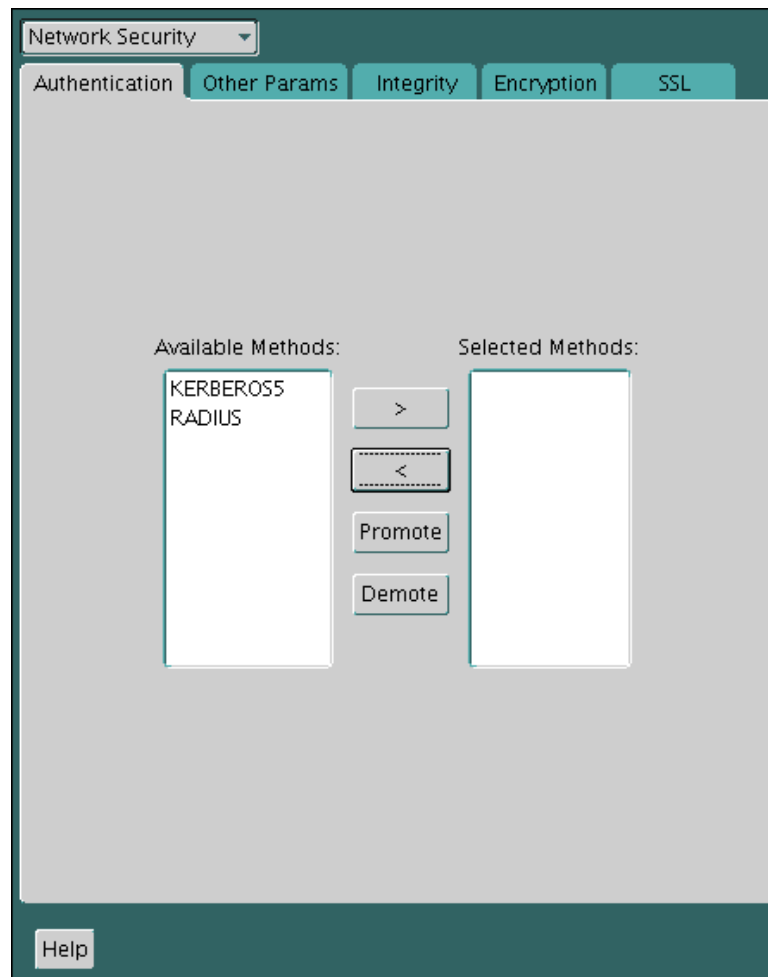 Network Security
Authentication Other Params Integrity Encryption SSL
Available Methods: Selected Methods:
KERBEROS5
RADIUS
>
<
Promote
Demote
Help